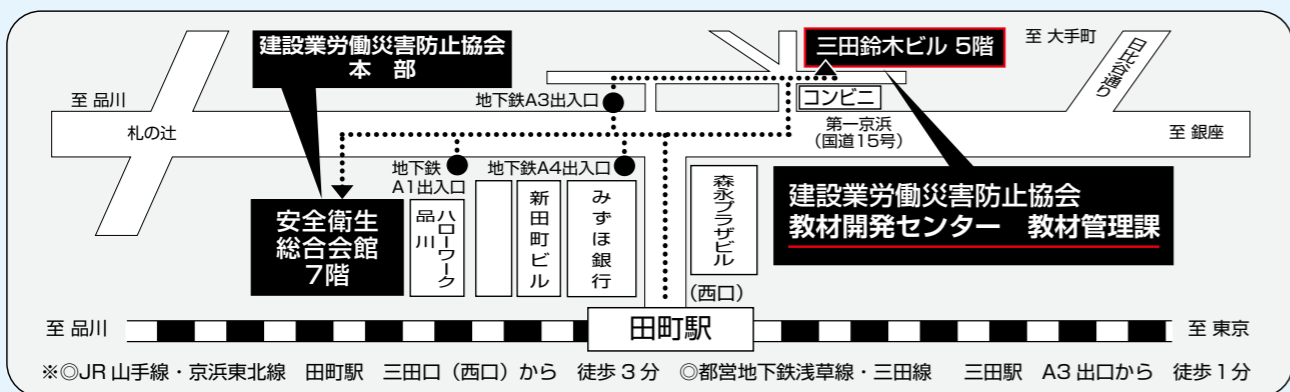 建設業労働災害防止協会
本　部
三田鈴木ビル 5階
至 大手町
日比谷通り
至 品川
地下鉄A3出入口
コンビニ
札の辻
第一京浜
(国道15号)
至 銀座
地下鉄
A1出入口
地下鉄A4出入口
安全衛生
総合会館
7階
ハローワーク
品川
新田町ビル
みずほ銀行
森永プラザビル
建設業労働災害防止協会
教材開発センター　教材管理課
(西口)
至 品川
田町駅
至 東京
※◎JR 山手線・京浜東北線　田町駅　三田口（西口）から　徒歩 3 分　◎都営地下鉄浅草線・三田線　三田駅　A3 出口から　徒歩 1 分